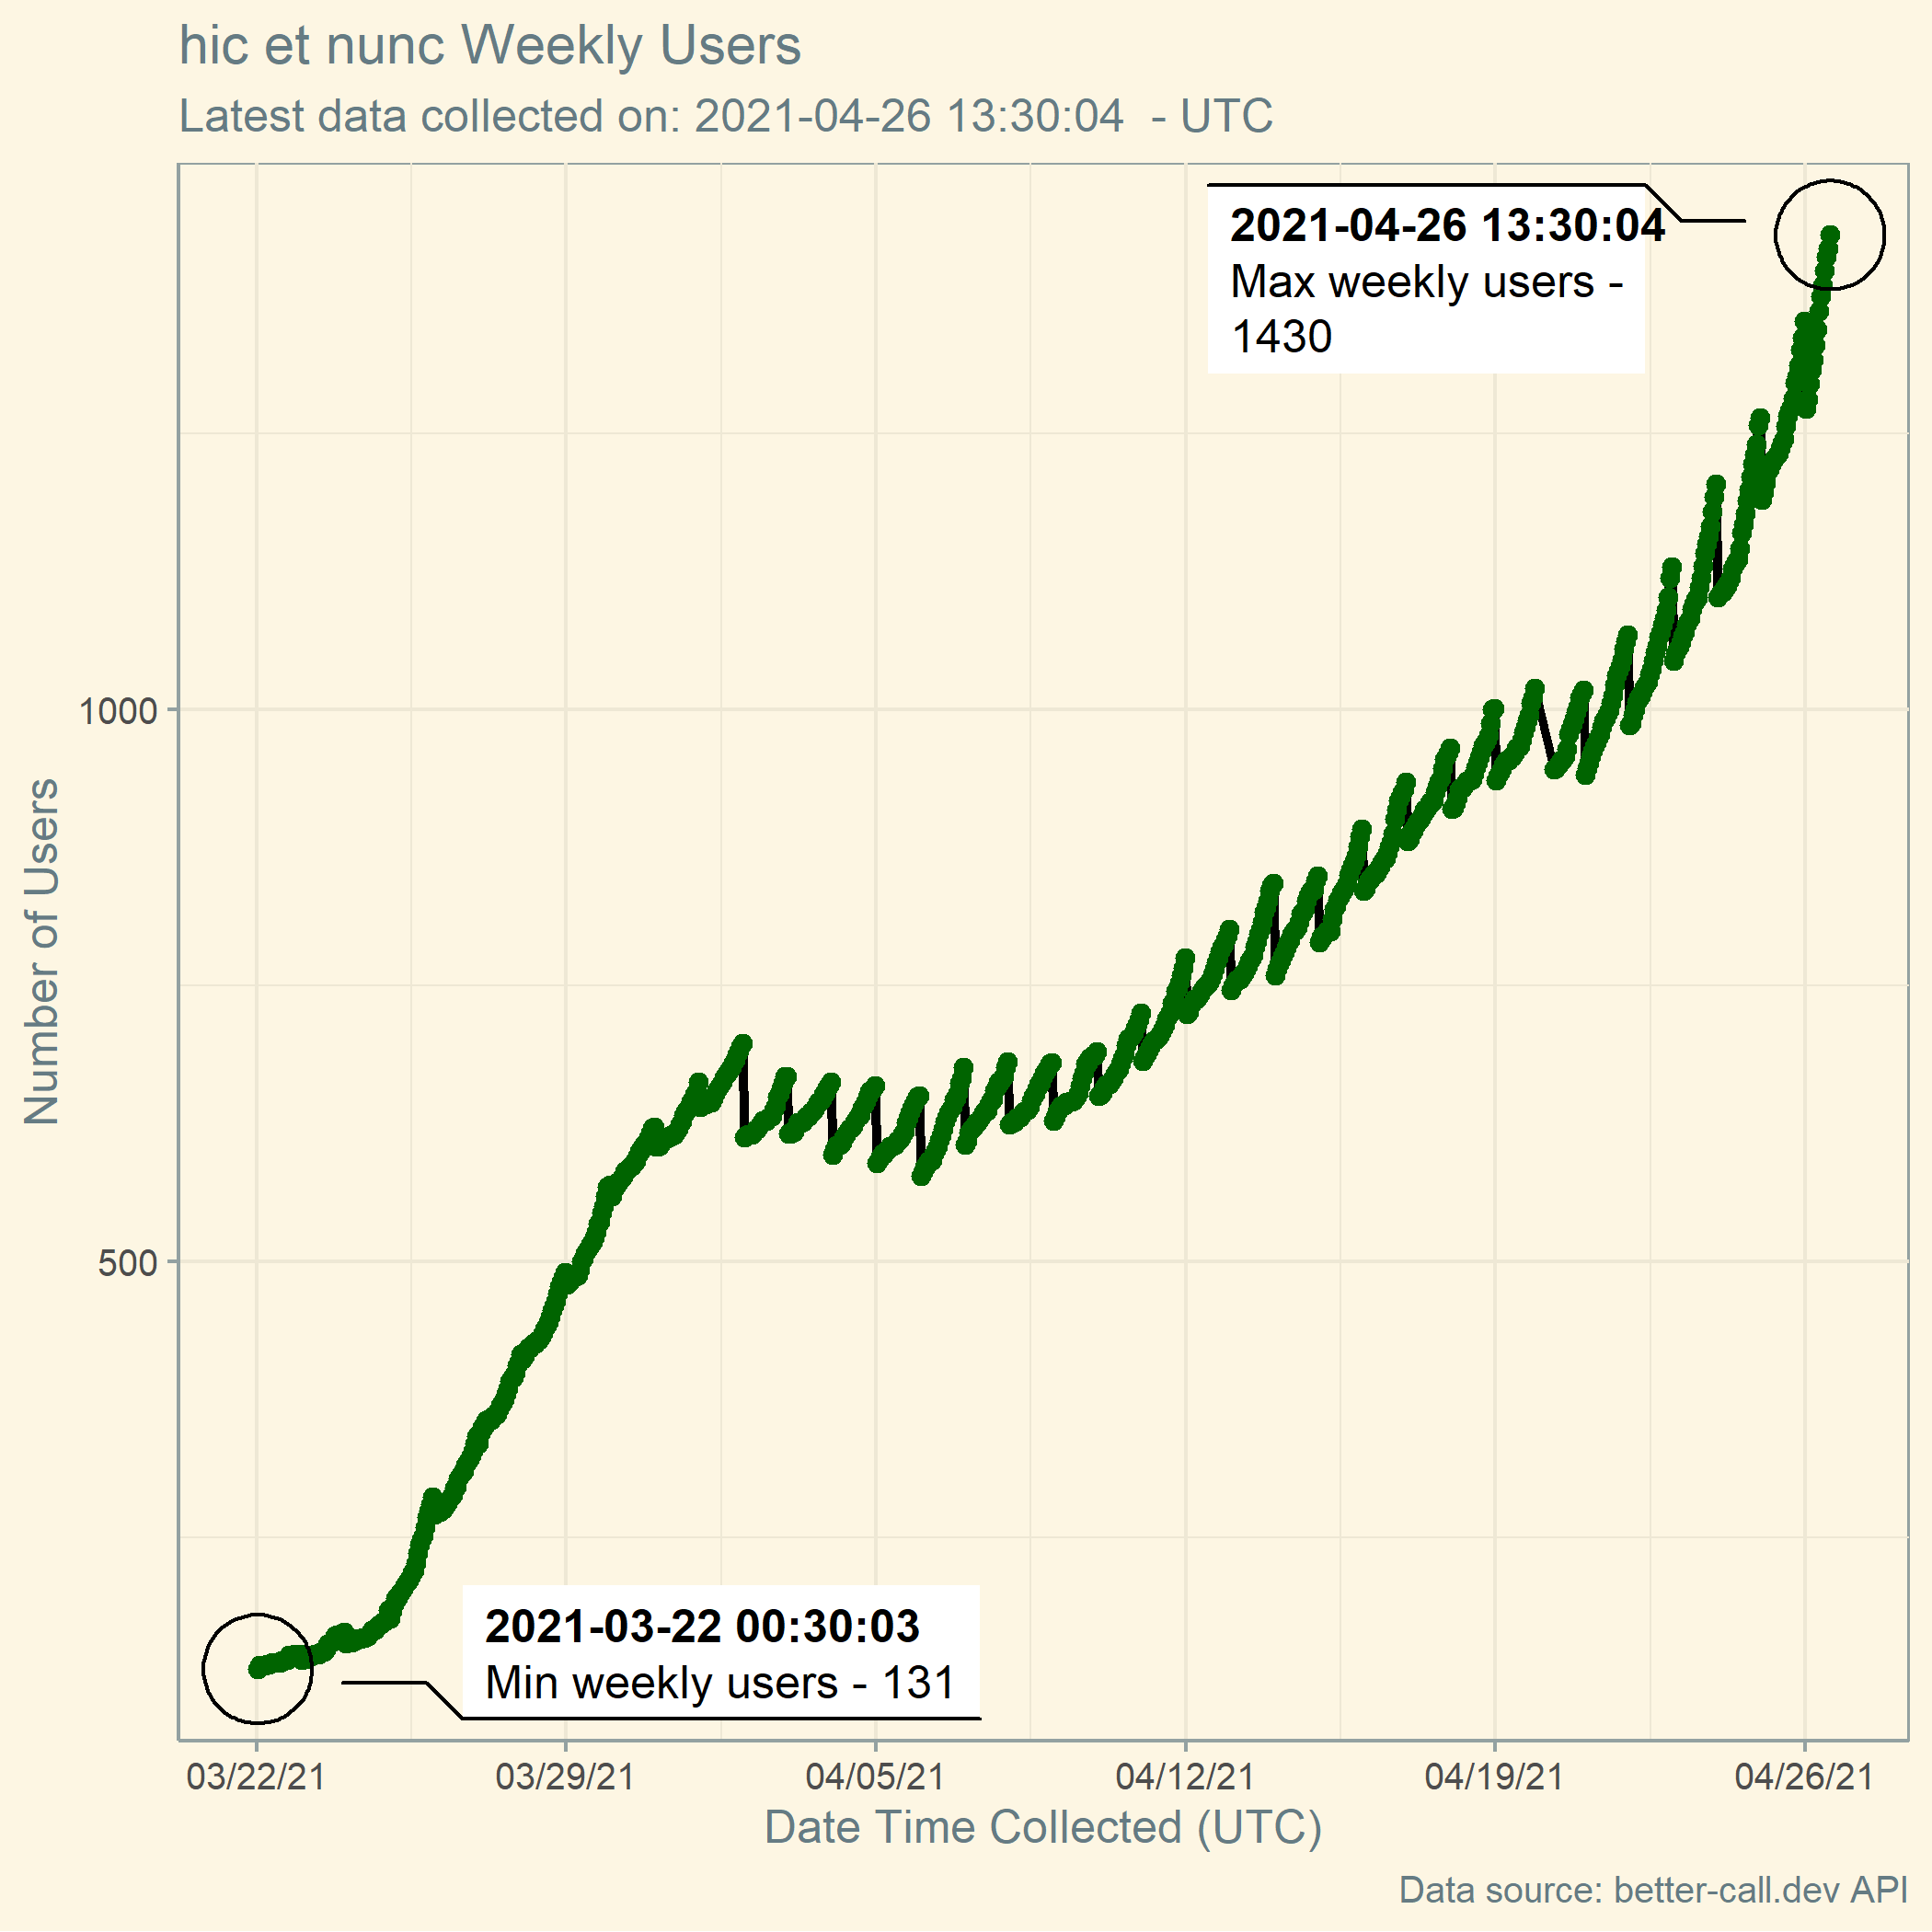 hic et nunc Weekly Users
Latest data collected on: 2021-04-26 13:30:04  - UTC
2021-04-26 13:30:04
Max weekly users -
1430
Number of Users
1000
500
2021-03-22 00:30:03
Min weekly users - 131
03/22/21 03/29/21 04/05/21 04/12/21 04/19/21 04/26/21
Date Time Collected (UTC)
Data source: better-call.dev API